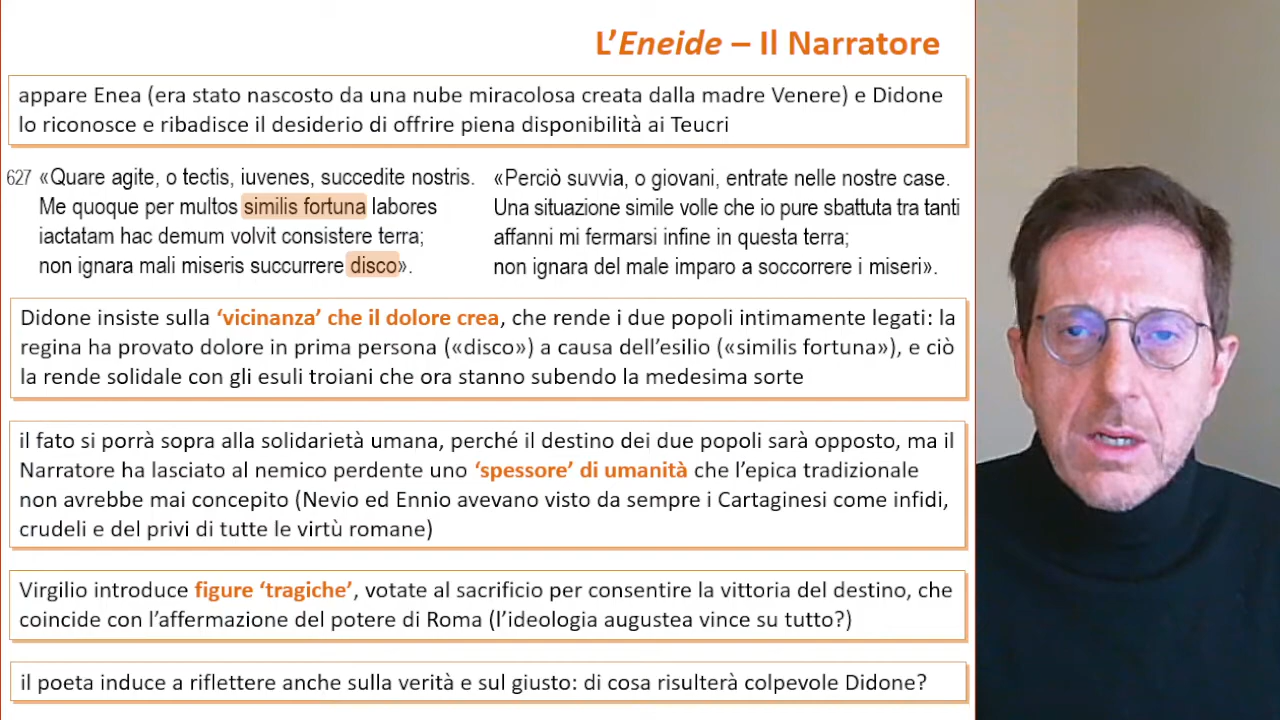 L'Eneide – Il Narratore
appare Enea (era stato nascosto da una nube miracolosa creata dalla madre Venere) e Didone
lo riconosce e ribadisce il desiderio di offrire piena disponibilità ai Teucri
627 «Quare agite, o tectis, iuvenes, succedite nostris.
Me quoque per multos similis fortuna labores
iactatam hac demum volvit consistere terra;
non ignara mali miseris succurrere disco».
«Perciò suvvia, o giovani, entrate nelle nostre case.
Una situazione simile volle che io pure sbattuta tra tanti
affanni mi fermarsi infine in questa terra;
non ignara del male imparo a soccorrere i miseri».
Didone insiste sulla 'vicinanza' che il dolore crea, che rende i due popoli intimamente legati: la
regina ha provato dolore in prima persona («disco») a causa dell'esilio («similis fortuna»), e ciò
la rende solidale con gli esuli troiani che ora stanno subendo la medesima sorte
il fato si porrà sopra alla solidarietà umana, perché il destino dei due popoli sarà opposto, ma il
Narratore ha lasciato al nemico perdente uno 'spessore' di umanità che l'epica tradizionale
non avrebbe mai concepito (Nevio ed Ennio avevano visto da sempre i Cartaginesi come infidi,
crudeli e del privi di tutte le virtù romane)
Virgilio introduce figure 'tragiche', votate al sacrificio per consentire la vittoria del destino, che
coincide con l'affermazione del potere di Roma (l'ideologia augustea vince su tutto?)
il poeta induce a riflettere anche sulla verità e sul giusto: di cosa risulterà colpevole Didone?